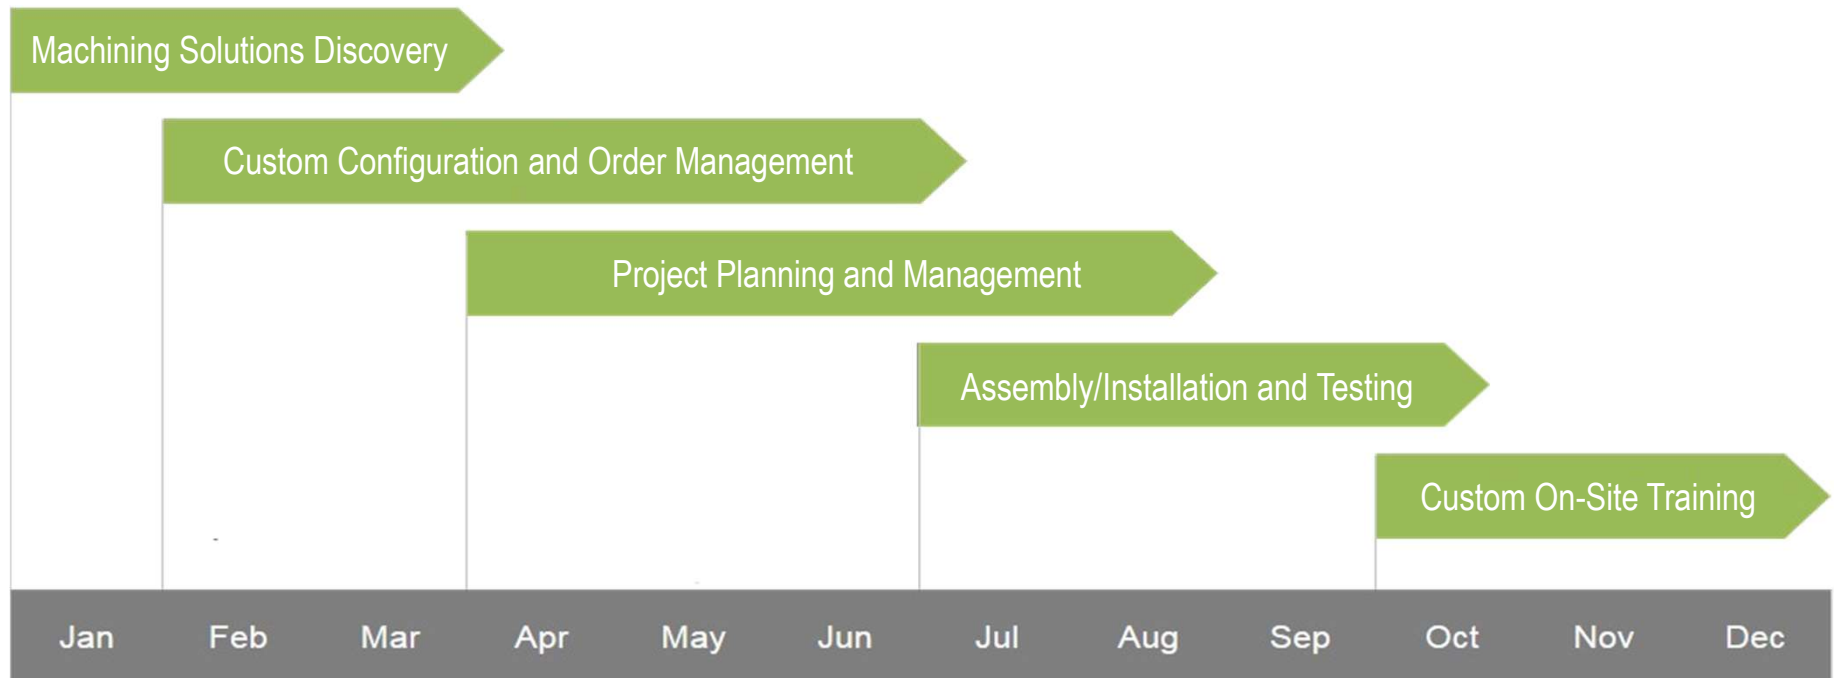 Machining Solutions Discovery
Custom Configuration and Order Management
Project Planning and Management
Assembly/Installation and Testing
Custom On-Site Training
Jan Feb Mar Apr May Jun Jul Aug Sep Oct Nov Dec